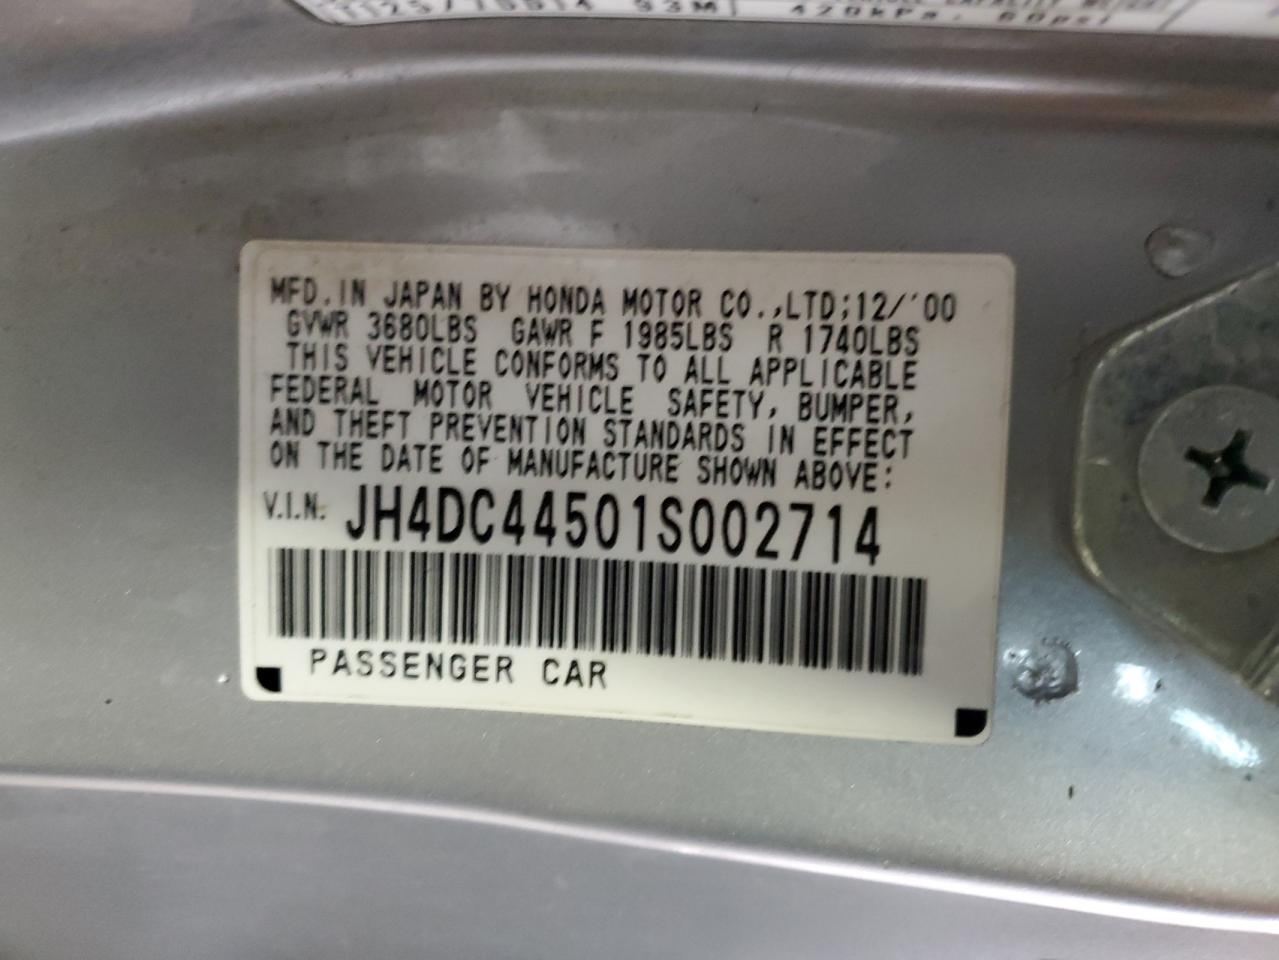 420kPa, 60psi
MFD.IN JAPAN BY HONDA MOTOR CO.,LTD;12/'00
GVWR 3680LBS GAWR F 1985LBS R 1740LBS
THIS VEHICLE CONFORMS TO ALL APPLICABLE
FEDERAL MOTOR VEHICLE SAFETY, BUMPER,
AND THEFT PREVENTION STANDARDS IN EFFECT
ON THE DATE OF MANUFACTURE SHOWN ABOVE:
V.I.N: JH4DC44501S002714
PASSENGER CAR